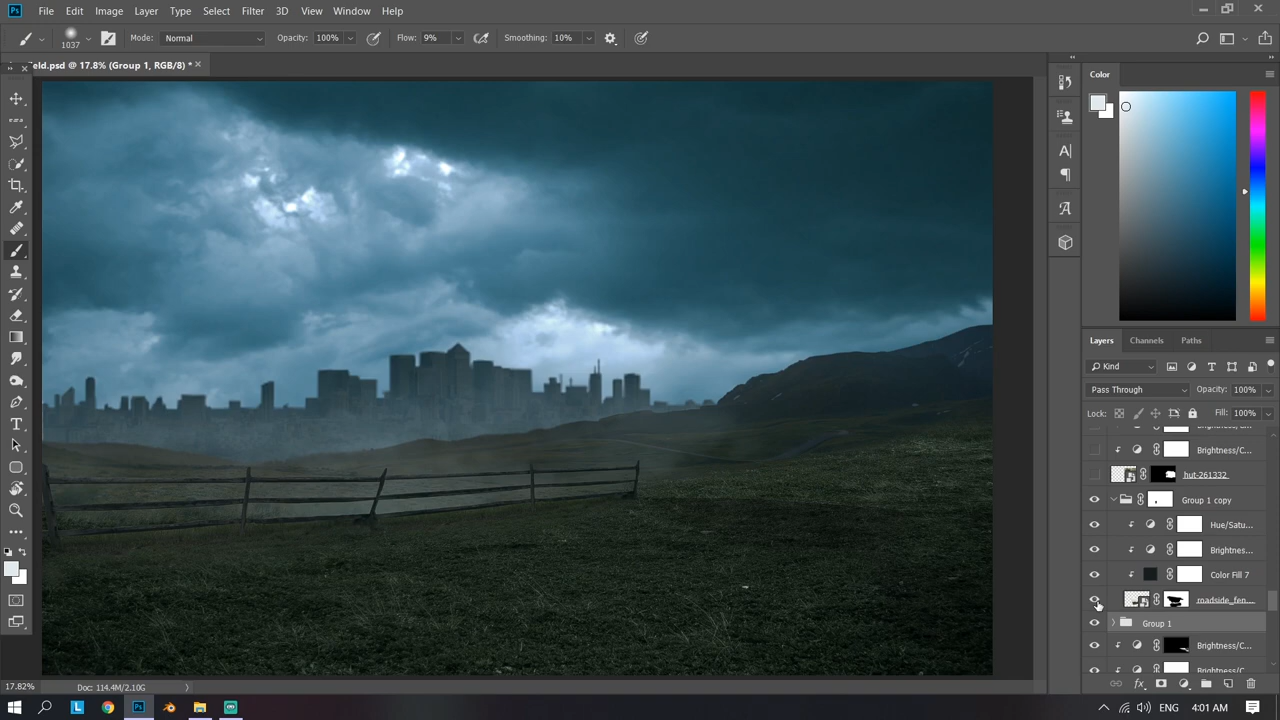 Ps File Edit Image Layer Type Select Filter 3D View Window Help
1037 Mode: Normal Opacity: 100% Flow: 9% Smoothing: 10%
eld.psd @ 17.8% (Group 1, RGB/8) *
Color
Layers Channels Paths
Kind
Pass Through Opacity: 100%
Lock: Fill: 100%
Brightness/C...
hut-261332
Group 1 copy
Hue/Satu...
Brightnes...
Color Fill 7
roadside_fen...
Group 1
Brightness/C...
Brightness/C...
17.82% Doc: 114.4M/2.10G
ENG 4:01 AM